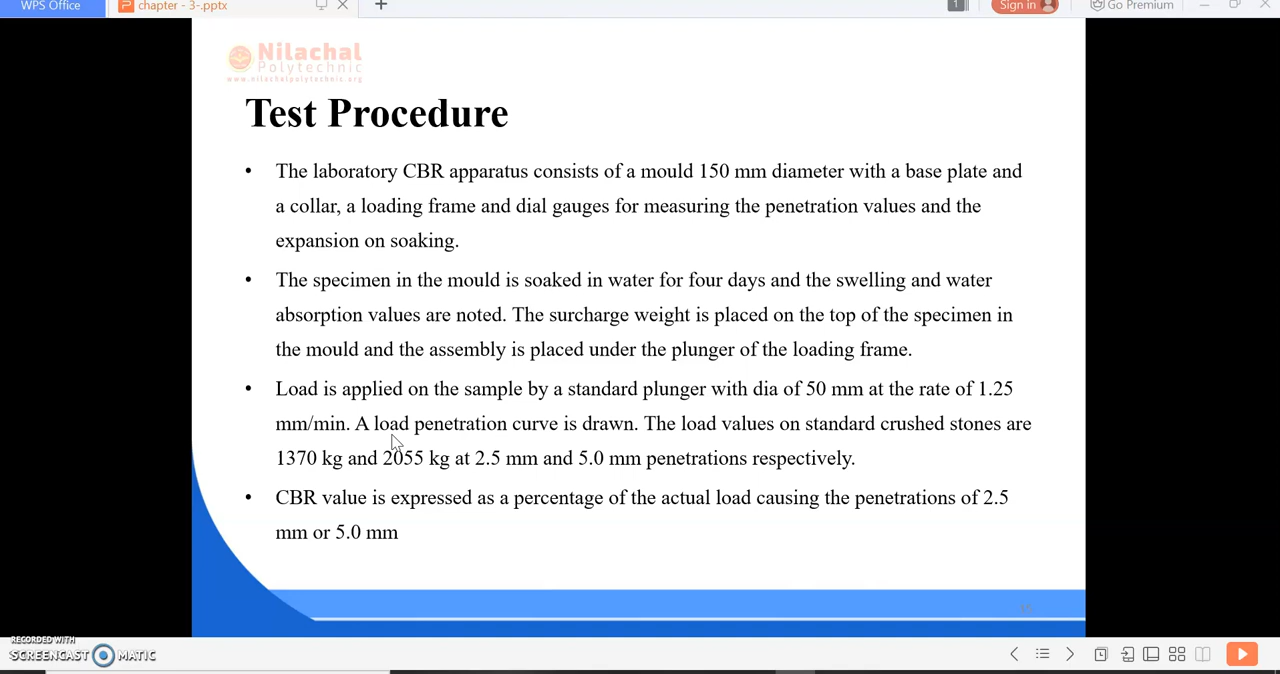 WPS Office
chapter - 3-.pptx
+
1
Sign in
Go Premium
Nilachal
Polytechnic
www.nilachalpolytechnic.org
Test Procedure
• The laboratory CBR apparatus consists of a mould 150 mm diameter with a base plate and
a collar, a loading frame and dial gauges for measuring the penetration values and the
expansion on soaking.
• The specimen in the mould is soaked in water for four days and the swelling and water
absorption values are noted. The surcharge weight is placed on the top of the specimen in
the mould and the assembly is placed under the plunger of the loading frame.
• Load is applied on the sample by a standard plunger with dia of 50 mm at the rate of 1.25
mm/min. A load penetration curve is drawn. The load values on standard crushed stones are
1370 kg and 2055 kg at 2.5 mm and 5.0 mm penetrations respectively.
• CBR value is expressed as a percentage of the actual load causing the penetrations of 2.5
mm or 5.0 mm
RECORDED WITH
SCREENCAST MATIC